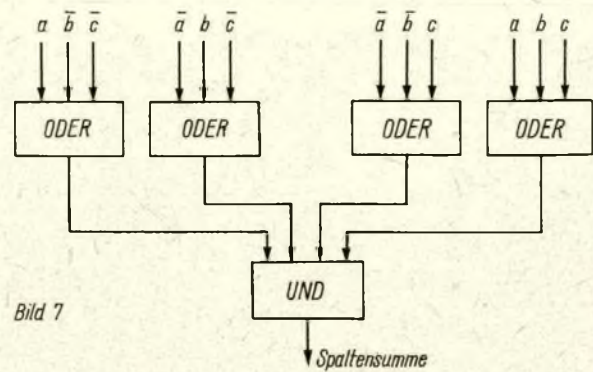 a b̄ c̄ ā b c̄ ā b̄ c a b c
ODER ODER ODER ODER
UND
Bild 7
Spaltensumme